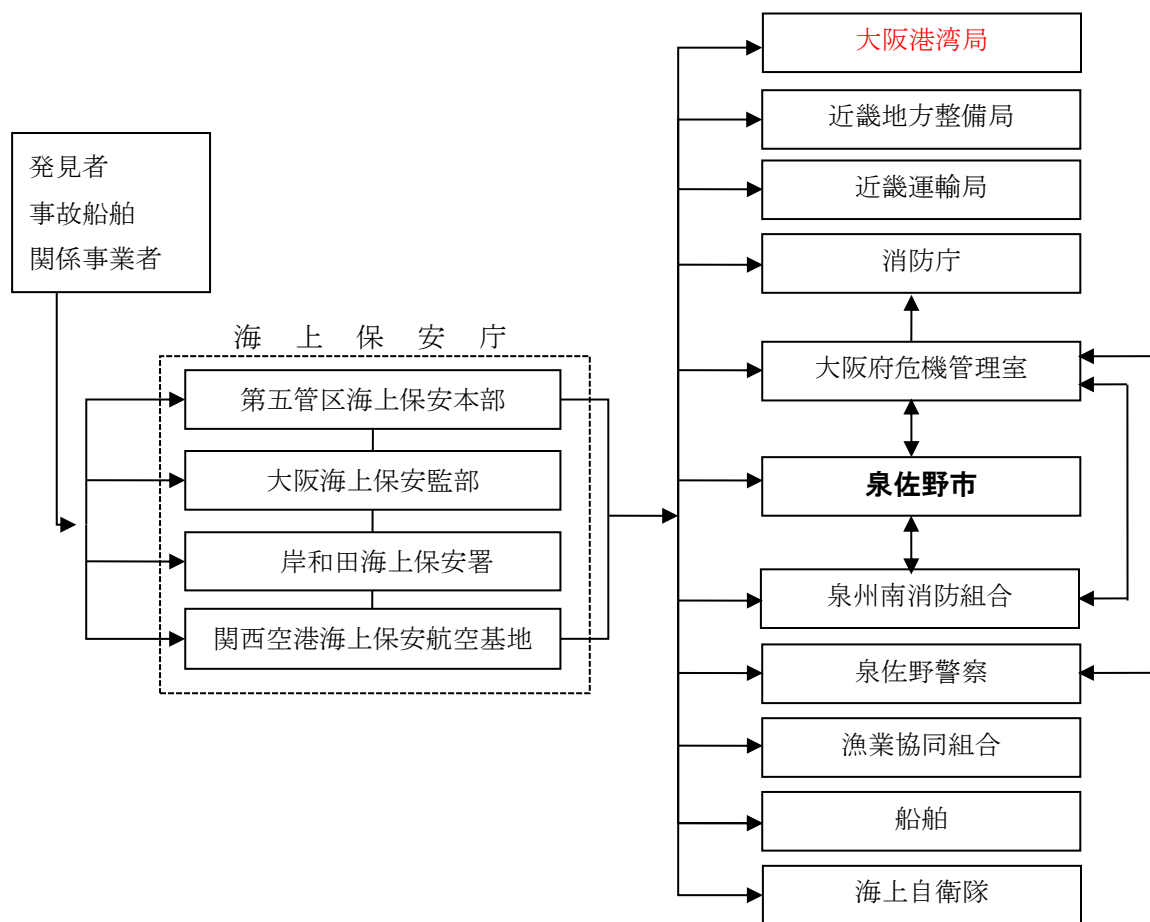 発見者
事故船舶
関係事業者
海上保安庁
第五管区海上保安本部
大阪海上保安監部
岸和田海上保安署
関西空港海上保安航空基地
大阪港湾局
近畿地方整備局
近畿運輸局
消防庁
大阪府危機管理室
泉佐野市
泉州南消防組合
泉佐野警察
漁業協同組合
船舶
海上自衛隊